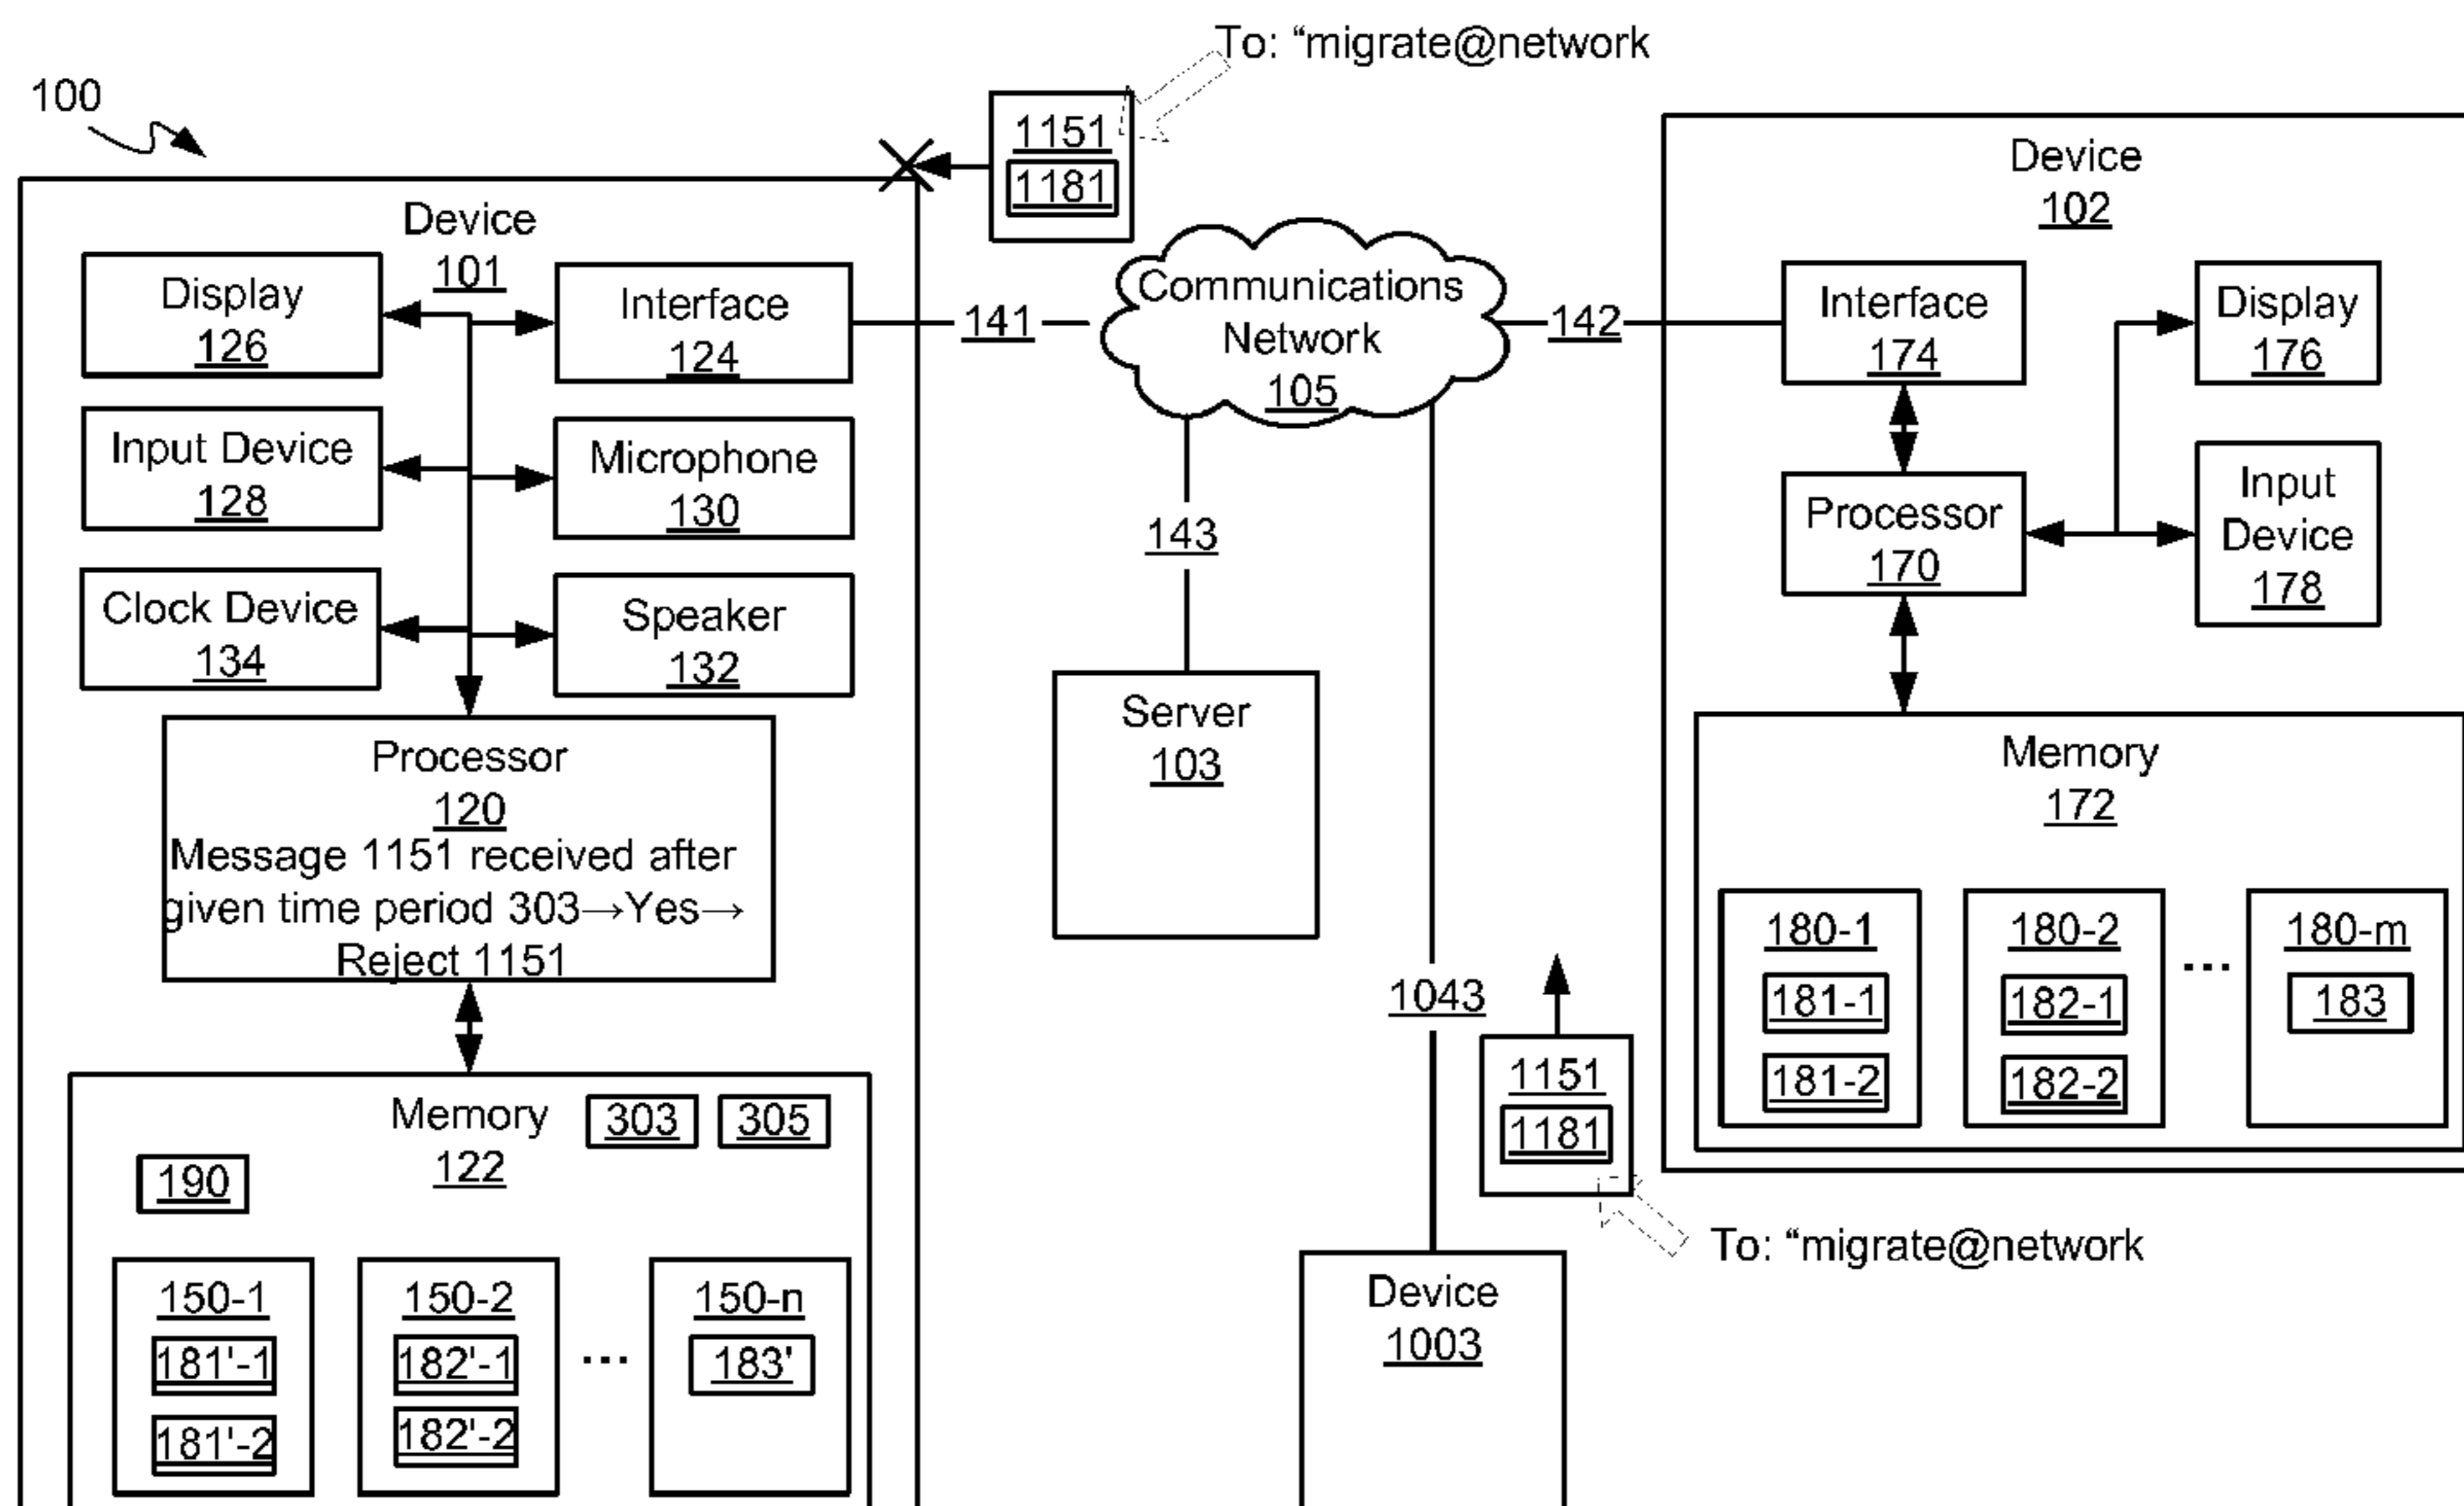 To: “migrate@network
100
1151
1181
Device
101
Display
126
Interface
124
Input Device
128
Microphone
130
Clock Device
134
Speaker
132
Processor
120
Message 1151 received after
given time period 303→Yes→
Reject 1151
Memory
122
303
305
190
150-1
181'-1
181'-2
150-2
182'-1
182'-2
...
150-n
183'
141
Communications
Network
105
142
143
Server
103
1043
1151
1181
To: “migrate@network
Device
1003
Device
102
Interface
174
Display
176
Processor
170
Input
Device
178
Memory
172
180-1
181-1
181-2
180-2
182-1
182-2
...
180-m
183